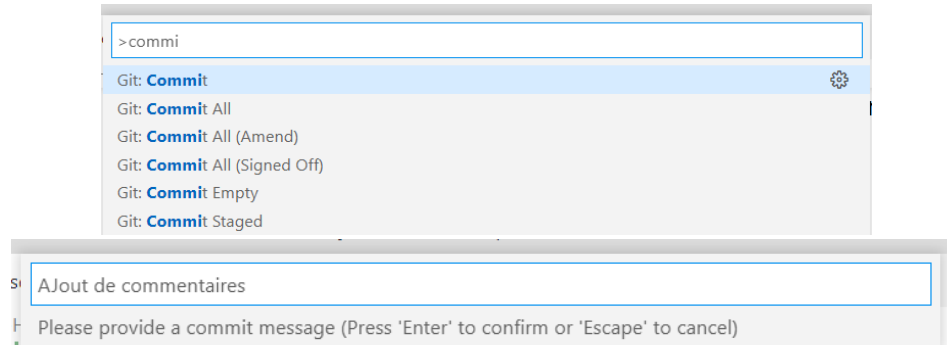 >commi
Git: Commit
Git: Commit All
Git: Commit All (Amend)
Git: Commit All (Signed Off)
Git: Commit Empty
Git: Commit Staged
AJout de commentaires
Please provide a commit message (Press 'Enter' to confirm or 'Escape' to cancel)